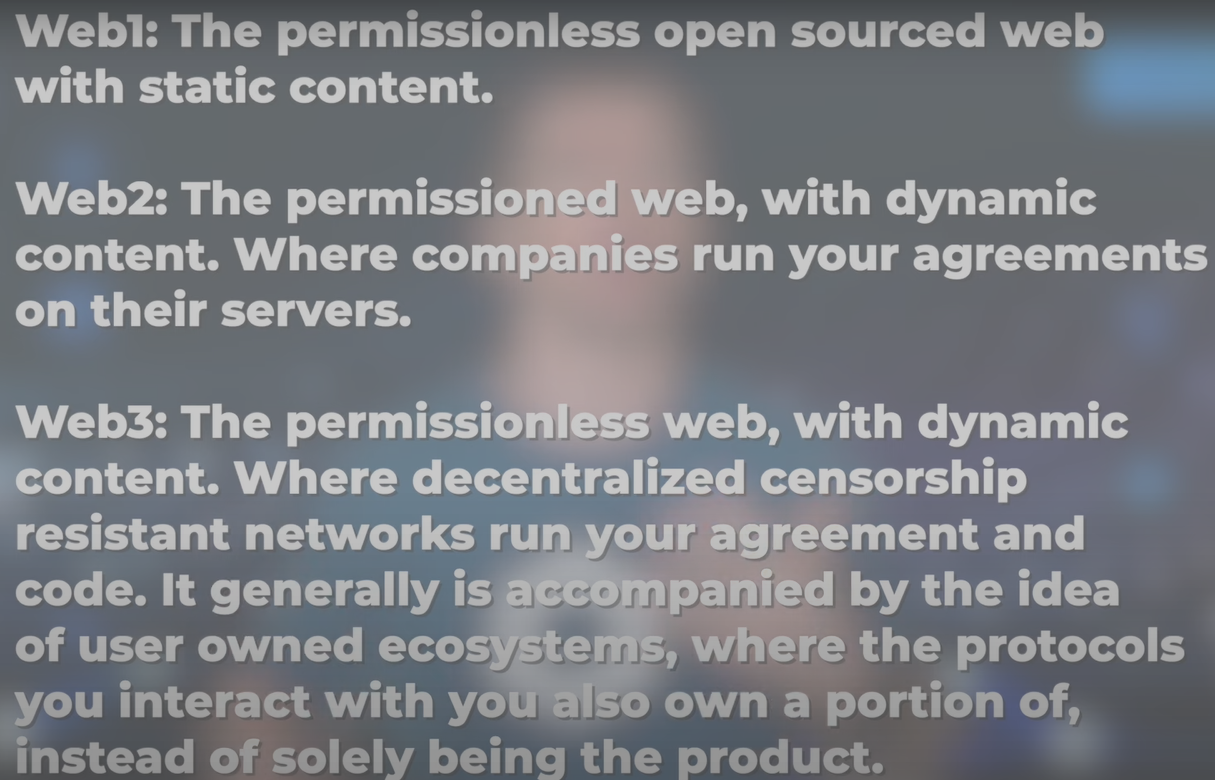 Web1: The permissionless open sourced web
with static content.
Web2: The permissioned web, with dynamic
content. Where companies run your agreements
on their servers.
Web3: The permissionless web, with dynamic
content. Where decentralized censorship
resistant networks run your agreement and
code. It generally is accompanied by the idea
of user owned ecosystems, where the protocols
you interact with you also own a portion of,
instead of solely being the product.